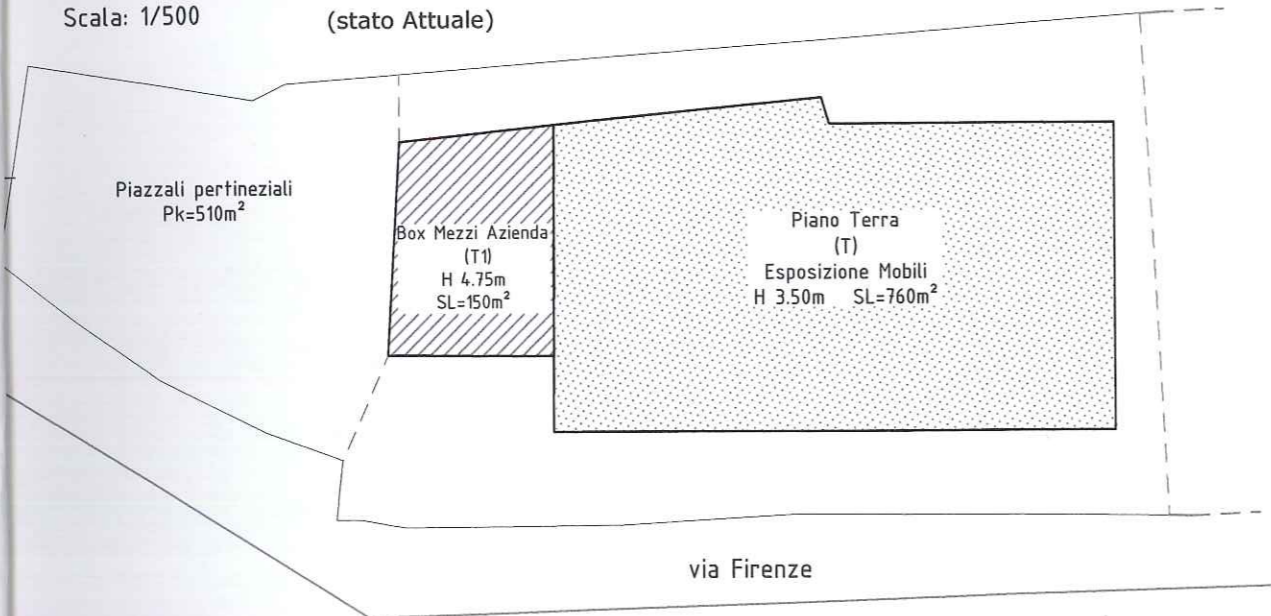 Scala: 1/500
(stato Attuale)
Piazzali pertineziali
Pk=510m²
Box Mezzi Azienda
(T1)
H 4.75m
SL=150m²
Piano Terra
(T)
Esposizione Mobili
H 3.50m SL=760m²
via Firenze